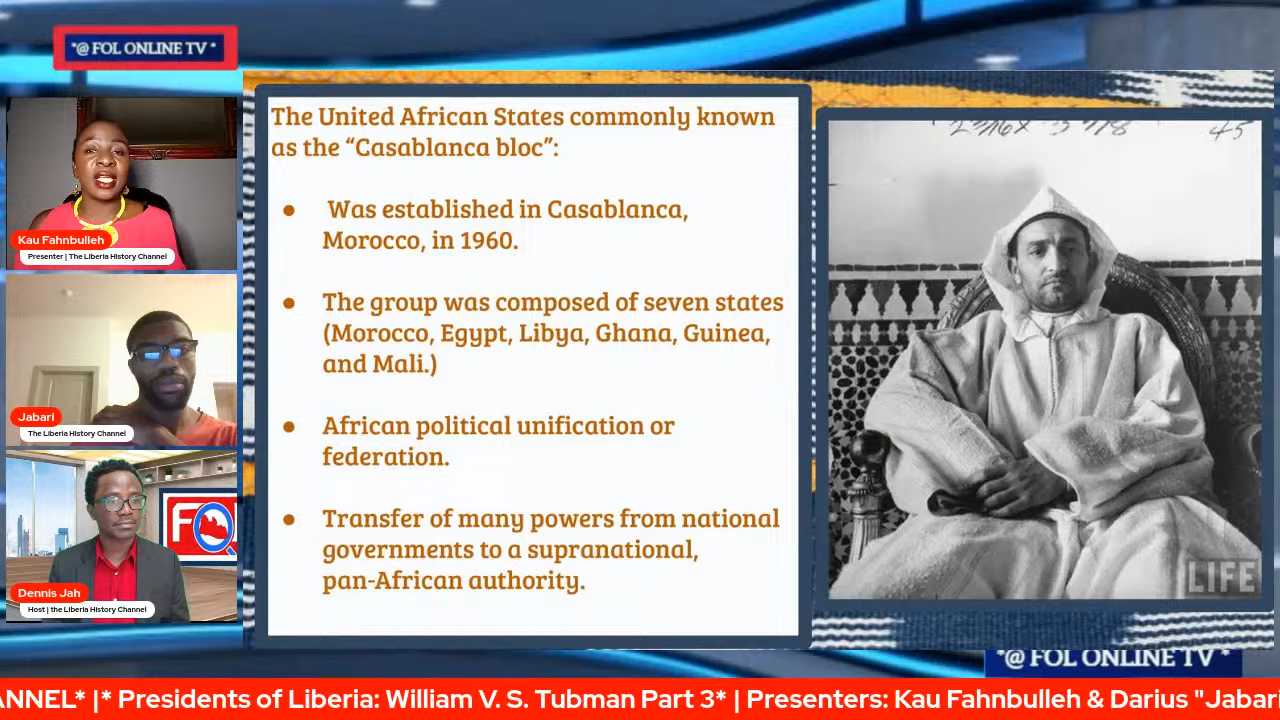 *@ FOL ONLINE TV *
Kau Fahnbulleh
Presenter | The Liberia History Channel
Jabari
The Liberia History Channel
FQ
Dennis Jah
Host | the Liberia History Channel
The United African States commonly known
as the “Casablanca bloc”:
● Was established in Casablanca,
Morocco, in 1960.
● The group was composed of seven states
(Morocco, Egypt, Libya, Ghana, Guinea,
and Mali.)
● African political unification or
federation.
● Transfer of many powers from national
governments to a supranational,
pan-African authority.
45
LIFE
*@ FOL ONLINE TV *
ANNEL* |* Presidents of Liberia: William V. S. Tubman Part 3* | Presenters: Kau Fahnbulleh & Darius "Jabari